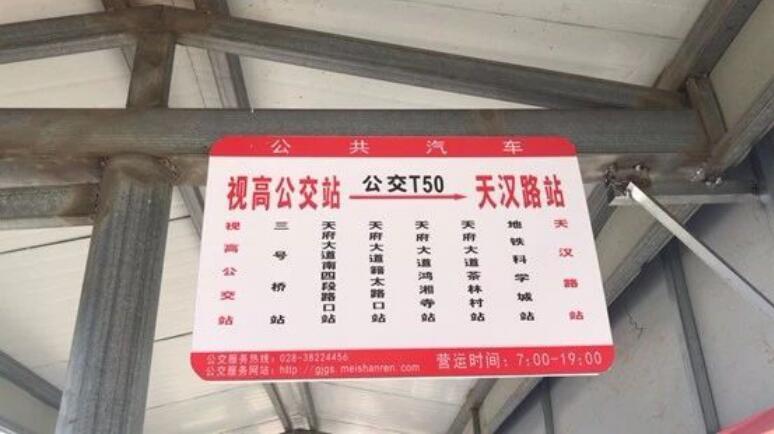 公共汽车
视高公交站 公交T50 天汉路站
视高公交站
三号桥站
天府大道南四段路口站
天府大道籍太路口站
天府大道鸿湘寺站
天府大道茶林村站
地铁科学城站
天汉路站
公交服务热线：028-38224456
公交服务网站：http://gjgs.meishanren.com
营运时间：7:00-19:00